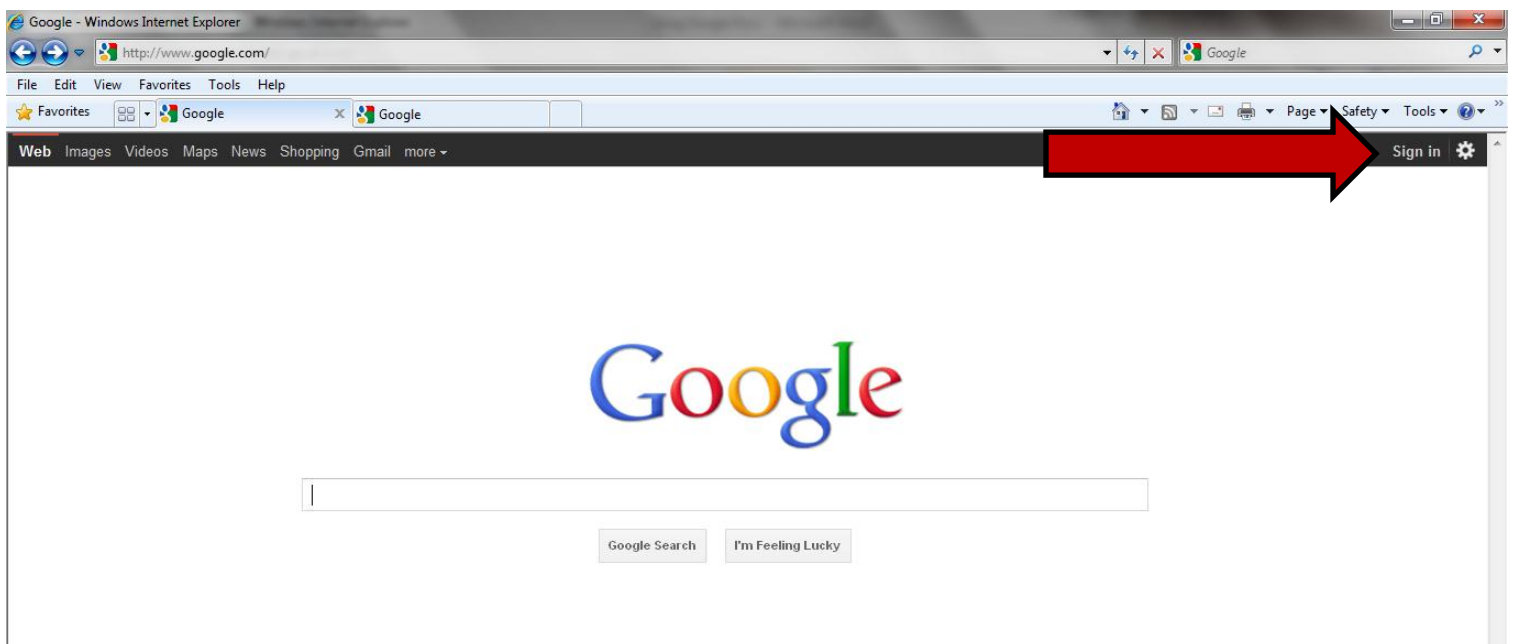 Google - Windows Internet Explorer
http://www.google.com/ Google
File Edit View Favorites Tools Help
Favorites Google Google Page Safety Tools
Web Images Videos Maps News Shopping Gmail more Sign in
Google
Google Search I'm Feeling Lucky